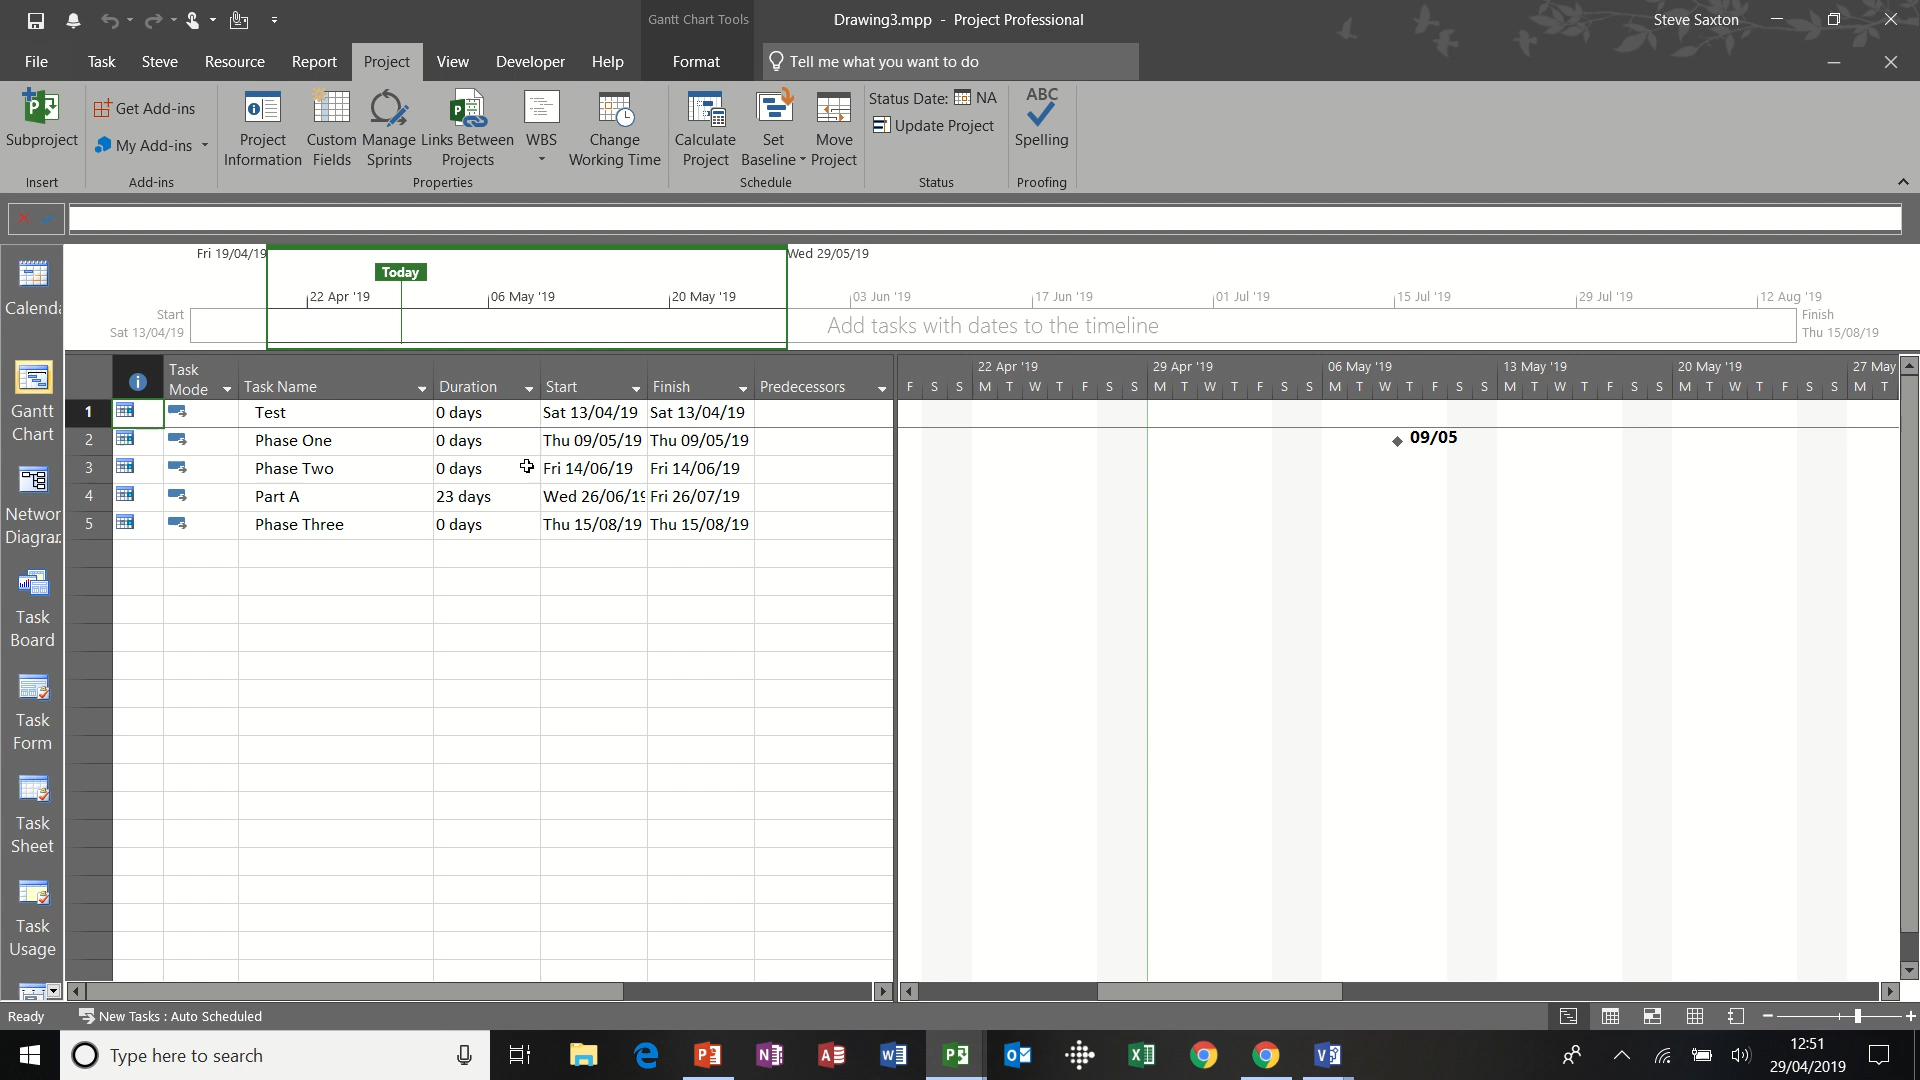 Gantt Chart Tools
Drawing3.mpp - Project Professional
Steve Saxton
File Task Steve Resource Report Project View Developer Help Format Tell me what you want to do
Subproject
Insert
Get Add-ins
My Add-ins
Add-ins
Project Information
Custom Fields
Manage Sprints
Links Between Projects
WBS
Change Working Time
Properties
Calculate Project
Set Baseline
Move Project
Schedule
Status Date: NA
Update Project
Status
ABC
Spelling
Proofing
Fri 19/04/19
Wed 29/05/19
Today
22 Apr '19 06 May '19 20 May '19 03 Jun '19 17 Jun '19 01 Jul '19 15 Jul '19 29 Jul '19 12 Aug '19
Start
Sat 13/04/19
Add tasks with dates to the timeline
Finish
Thu 15/08/19
Calenda
Gantt Chart
Networ Diagra
Task Board
Task Form
Task Sheet
Task Usage
Task Mode Task Name Duration Start Finish Predecessors
1 Test 0 days Sat 13/04/19 Sat 13/04/19
2 Phase One 0 days Thu 09/05/19 Thu 09/05/19
3 Phase Two 0 days Fri 14/06/19 Fri 14/06/19
4 Part A 23 days Wed 26/06/19 Fri 26/07/19
5 Phase Three 0 days Thu 15/08/19 Thu 15/08/19
22 Apr '19 29 Apr '19 06 May '19 13 May '19 20 May '19 27 May
F S S M T W T F S S M T W T F S S M T W T F S S M T W T F S S M T W T F S S M T
09/05
Ready New Tasks : Auto Scheduled
Type here to search
12:51
29/04/2019